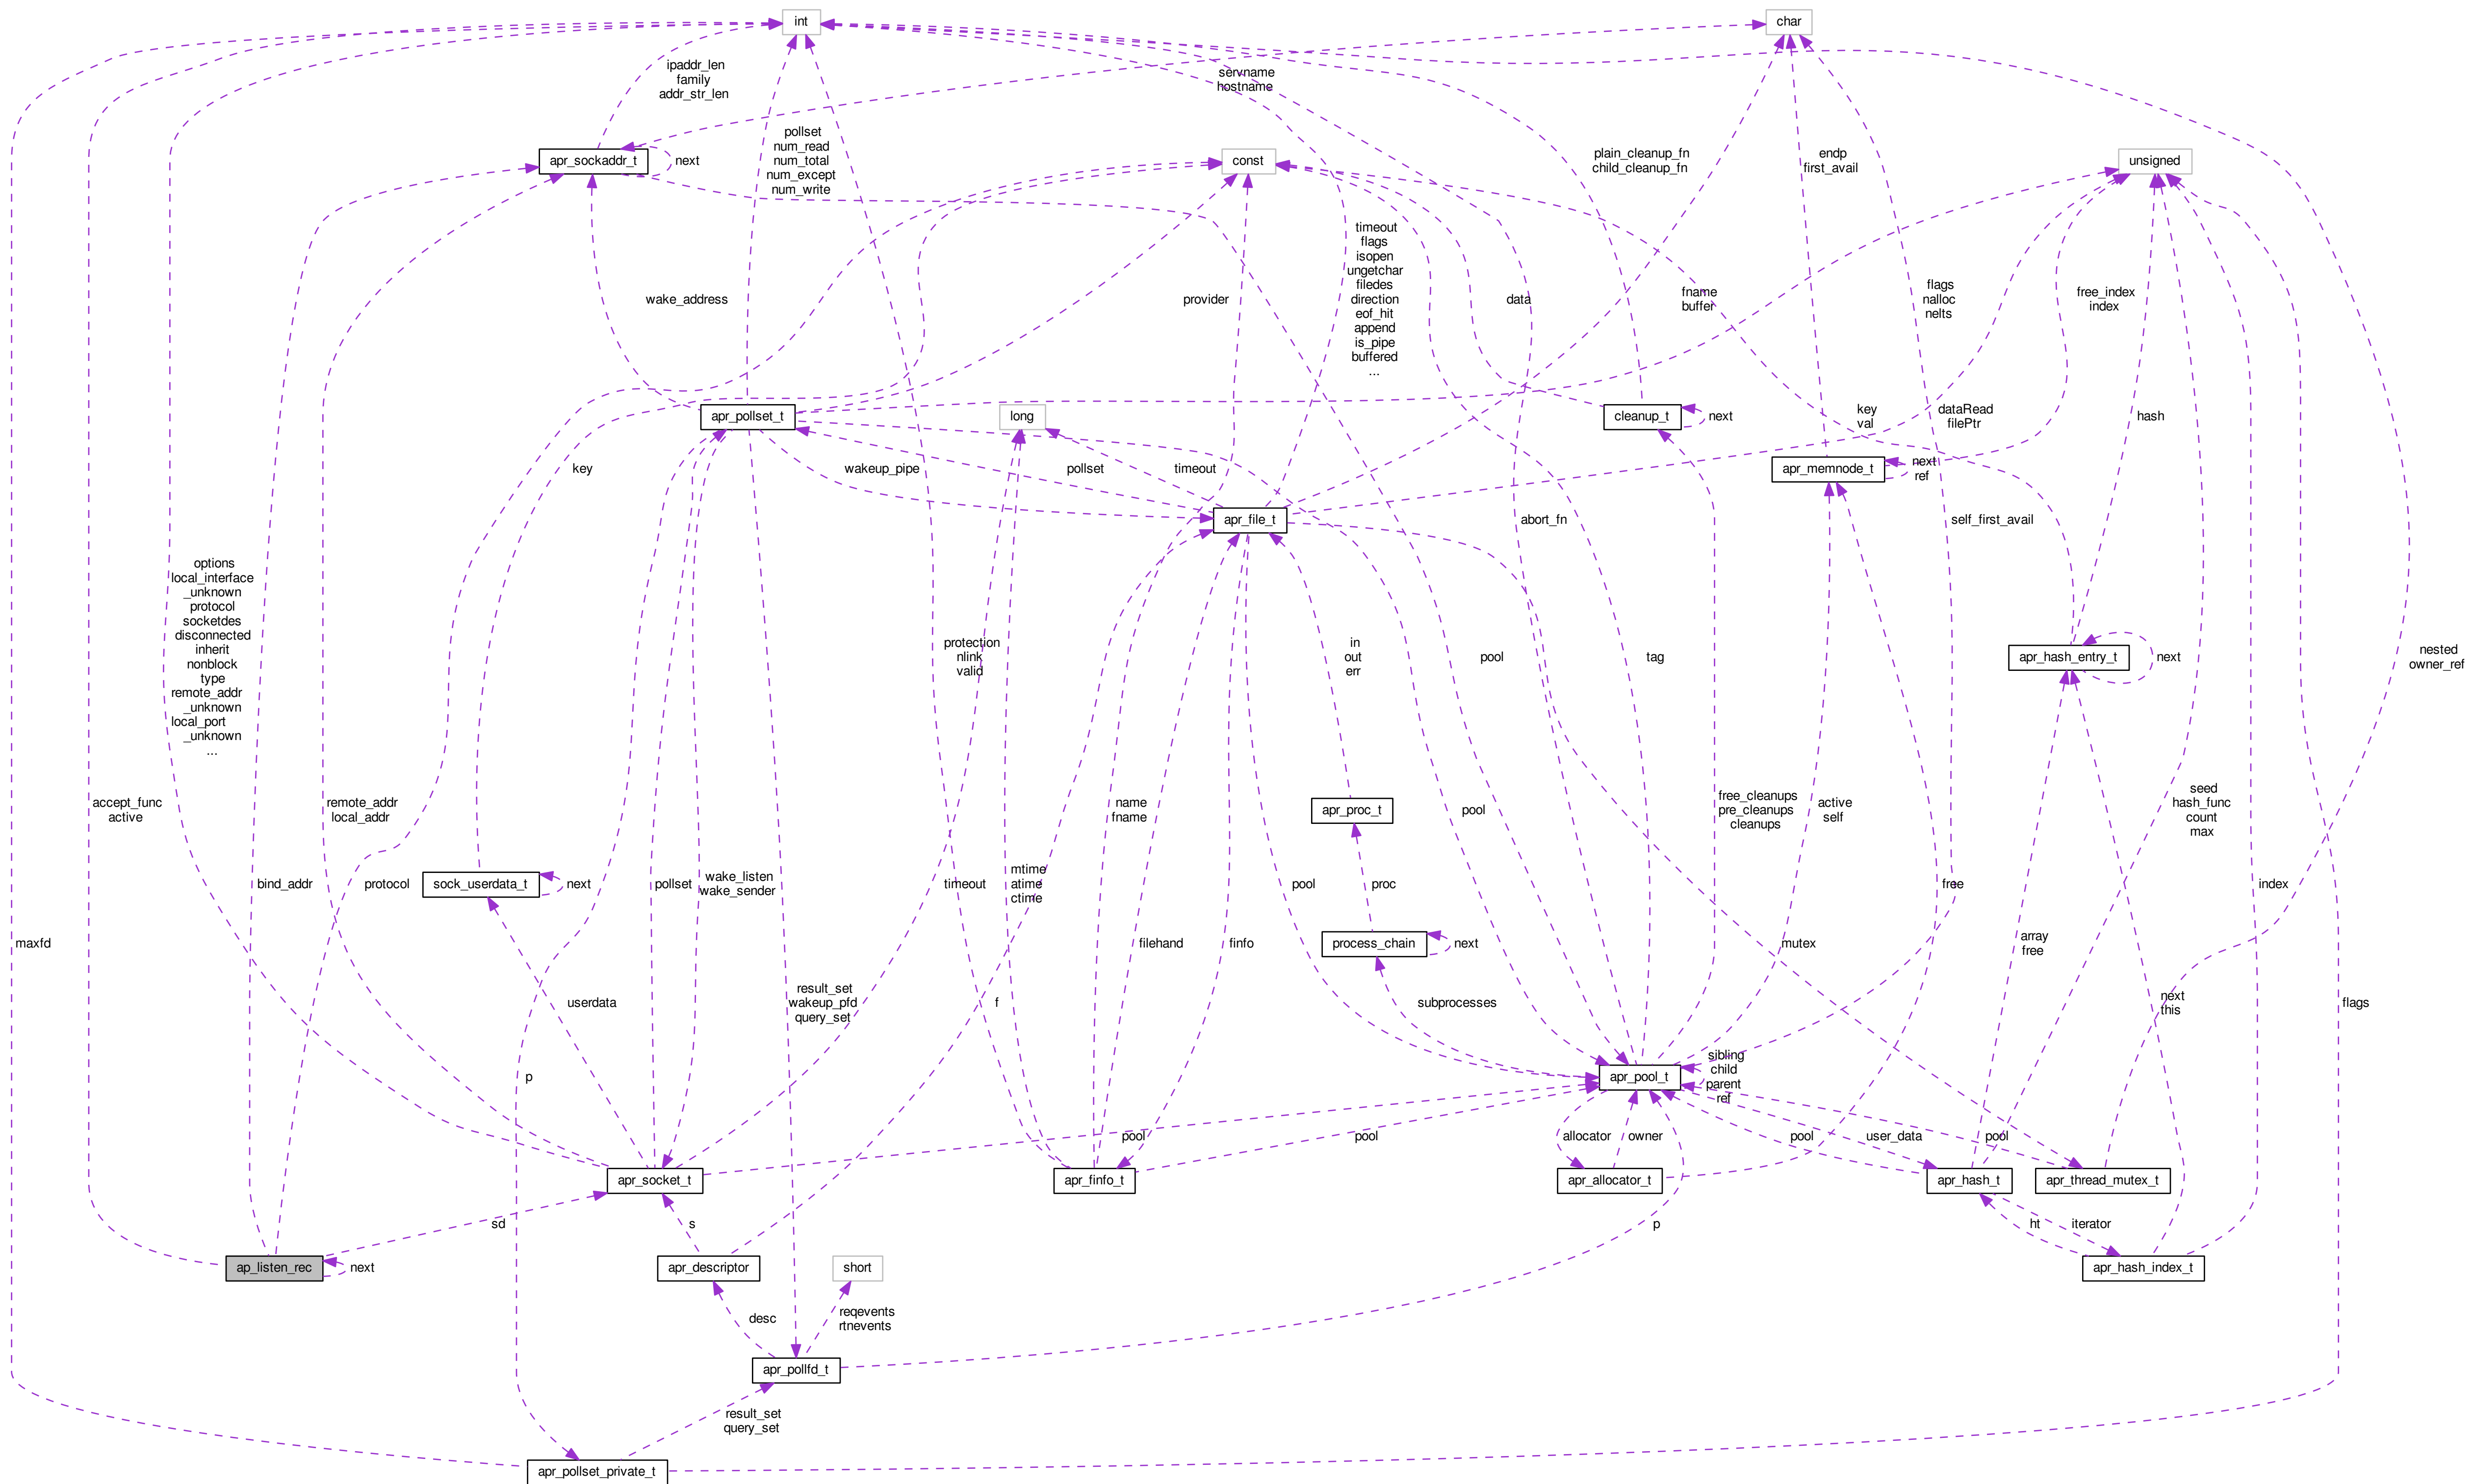 int
char
ipaddr_len
family
addr_str_len
servname
hostname
pollset
num_read
num_total
num_except
num_write
apr_sockaddr_t
next
const
plain_cleanup_fn
child_cleanup_fn
endp
first_avail
unsigned
wake_address
provider
timeout
flags
isopen
ungetchar
filedes
direction
eof_hit
append
is_pipe
buffered
...
data
fname
buffer
flags
nalloc
nelts
free_index
index
apr_pollset_t
long
cleanup_t
next
key
val
dataRead
filePtr
hash
key
wakeup_pipe
pollset
timeout
apr_memnode_t
next
ref
apr_file_t
abort_fn
self_first_avail
options
local_interface
_unknown
protocol
socketdes
disconnected
inherit
nonblock
type
remote_addr
_unknown
local_port
_unknown
...
protection
nlink
valid
in
out
err
pool
tag
apr_hash_entry_t
next
nested
owner_ref
accept_func
active
remote_addr
local_addr
name
fname
apr_proc_t
pool
free_cleanups
pre_cleanups
cleanups
active
self
seed
hash_func
count
max
maxfd
bind_addr
protocol
sock_userdata_t
next
pollset
wake_listen
wake_sender
timeout
mtime
atime
ctime
pool
proc
free
index
filehand
finfo
process_chain
next
mutex
array
free
userdata
result_set
wakeup_pfd
query_set
f
subprocesses
next
this
flags
p
apr_pool_t
sibling
child
parent
ref
pool
pool
allocator
owner
user_data
pool
pool
apr_socket_t
apr_finfo_t
apr_allocator_t
apr_hash_t
apr_thread_mutex_t
sd
s
p
ht
iterator
ap_listen_rec
next
apr_descriptor
short
apr_hash_index_t
desc
reqevents
rtnevents
apr_pollfd_t
result_set
query_set
apr_pollset_private_t